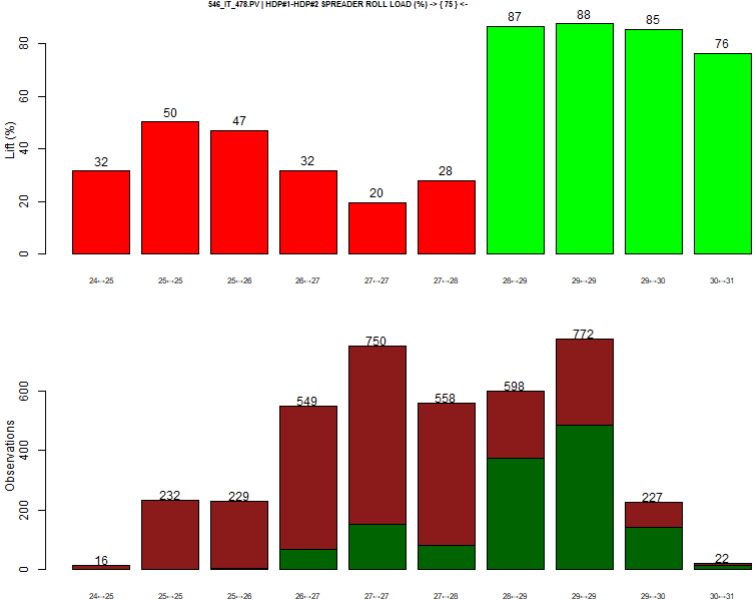 546_IT_478.PV | HDP#1-HDP#2 SPREADER ROLL LOAD (%) -> { 75 } <-
Lift (%)
0 20 40 60 80
32 50 47 32 20 28 87 88 85 76
24↔25 25↔25 25↔26 26↔27 27↔27 27↔28 28↔29 29↔29 29↔30 30↔31
Observations
0 200 400 600
16 232 229 549 750 558 598 772 227 22
24↔25 25↔25 25↔26 26↔27 27↔27 27↔28 28↔29 29↔29 29↔30 30↔31